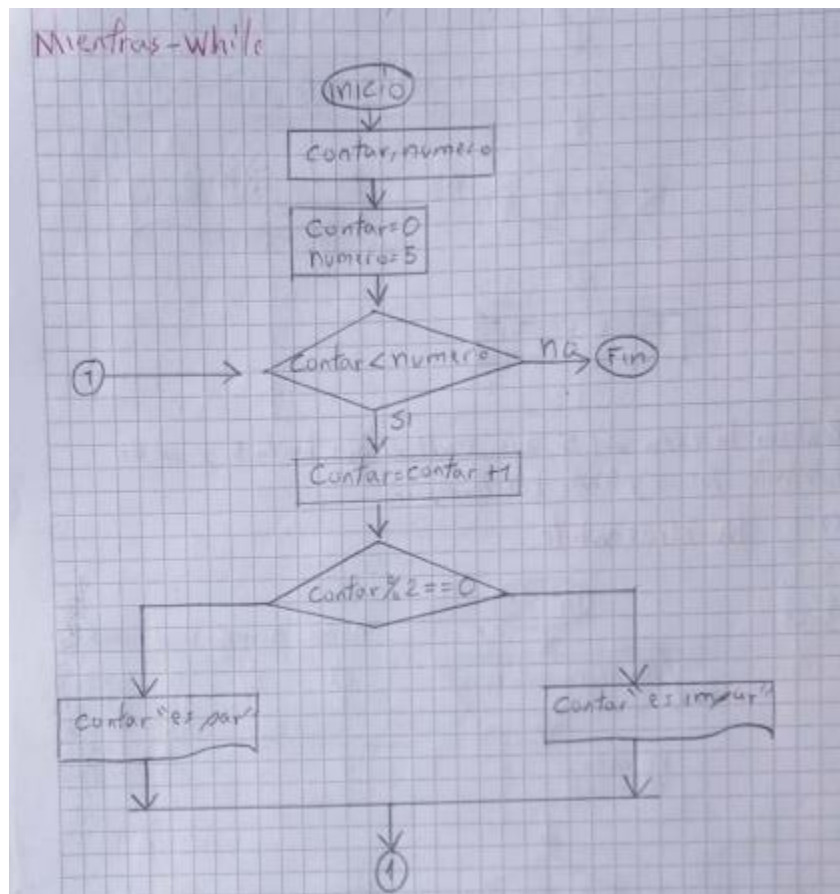 Mientras-While
inicio
contar, numero
Contar=0
numero=5
1
contar<numero
no
Fin
SI
Contar=contar+1
Contar%2==0
contar "es par"
Contar "es impar"
1